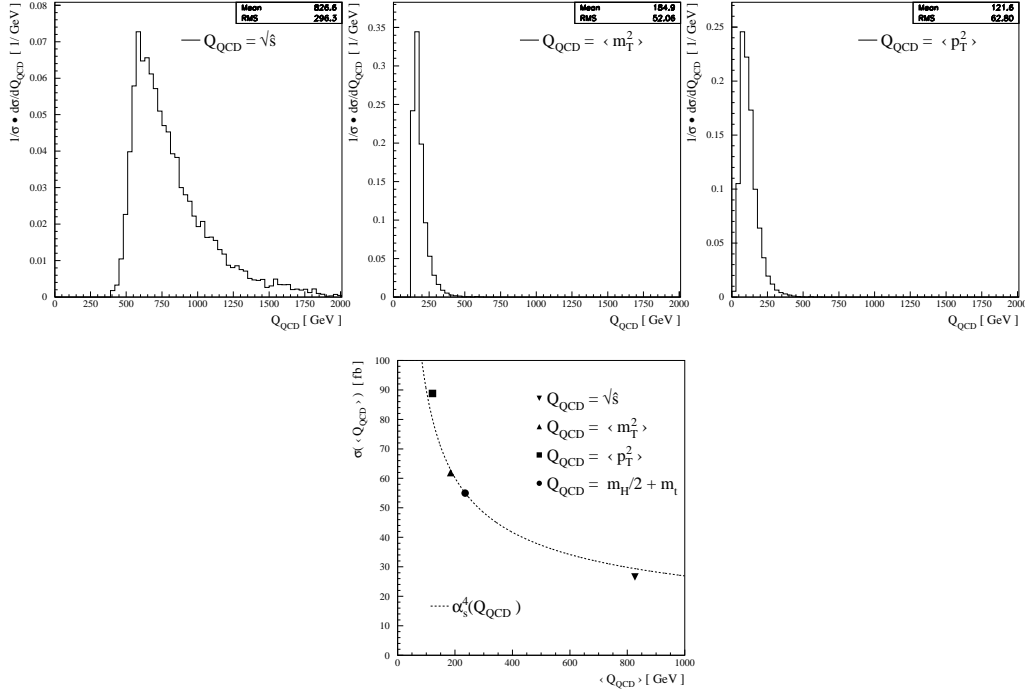 Mean 826.6
RMS 296.3
Q_QCD = √ŝ
1/σ • dσ/dQ_QCD [ 1/ GeV ]
0.08
0.07
0.06
0.05
0.04
0.03
0.02
0.01
0
0 250 500 750 1000 1250 1500 1750 2000
Q_QCD [ GeV ]
Mean 184.9
RMS 52.06
Q_QCD = ‹ m_T^2 ›
1/σ • dσ/dQ_QCD [ 1/ GeV ]
0.35
0.3
0.25
0.2
0.15
0.1
0.05
0
0 250 500 750 1000 1250 1500 1750 2000
Q_QCD [ GeV ]
Mean 121.6
RMS 62.80
Q_QCD = ‹ p_T^2 ›
1/σ • dσ/dQ_QCD [ 1/ GeV ]
0.25
0.2
0.15
0.1
0.05
0
0 250 500 750 1000 1250 1500 1750 2000
Q_QCD [ GeV ]
σ( ‹ Q_QCD › ) [ fb ]
100
90
80
70
60
50
40
30
20
10
0
Q_QCD = √ŝ
Q_QCD = ‹ m_T^2 ›
Q_QCD = ‹ p_T^2 ›
Q_QCD = m_H/2 + m_t
α_s^4(Q_QCD )
0 200 400 600 800 1000
‹ Q_QCD › [ GeV ]